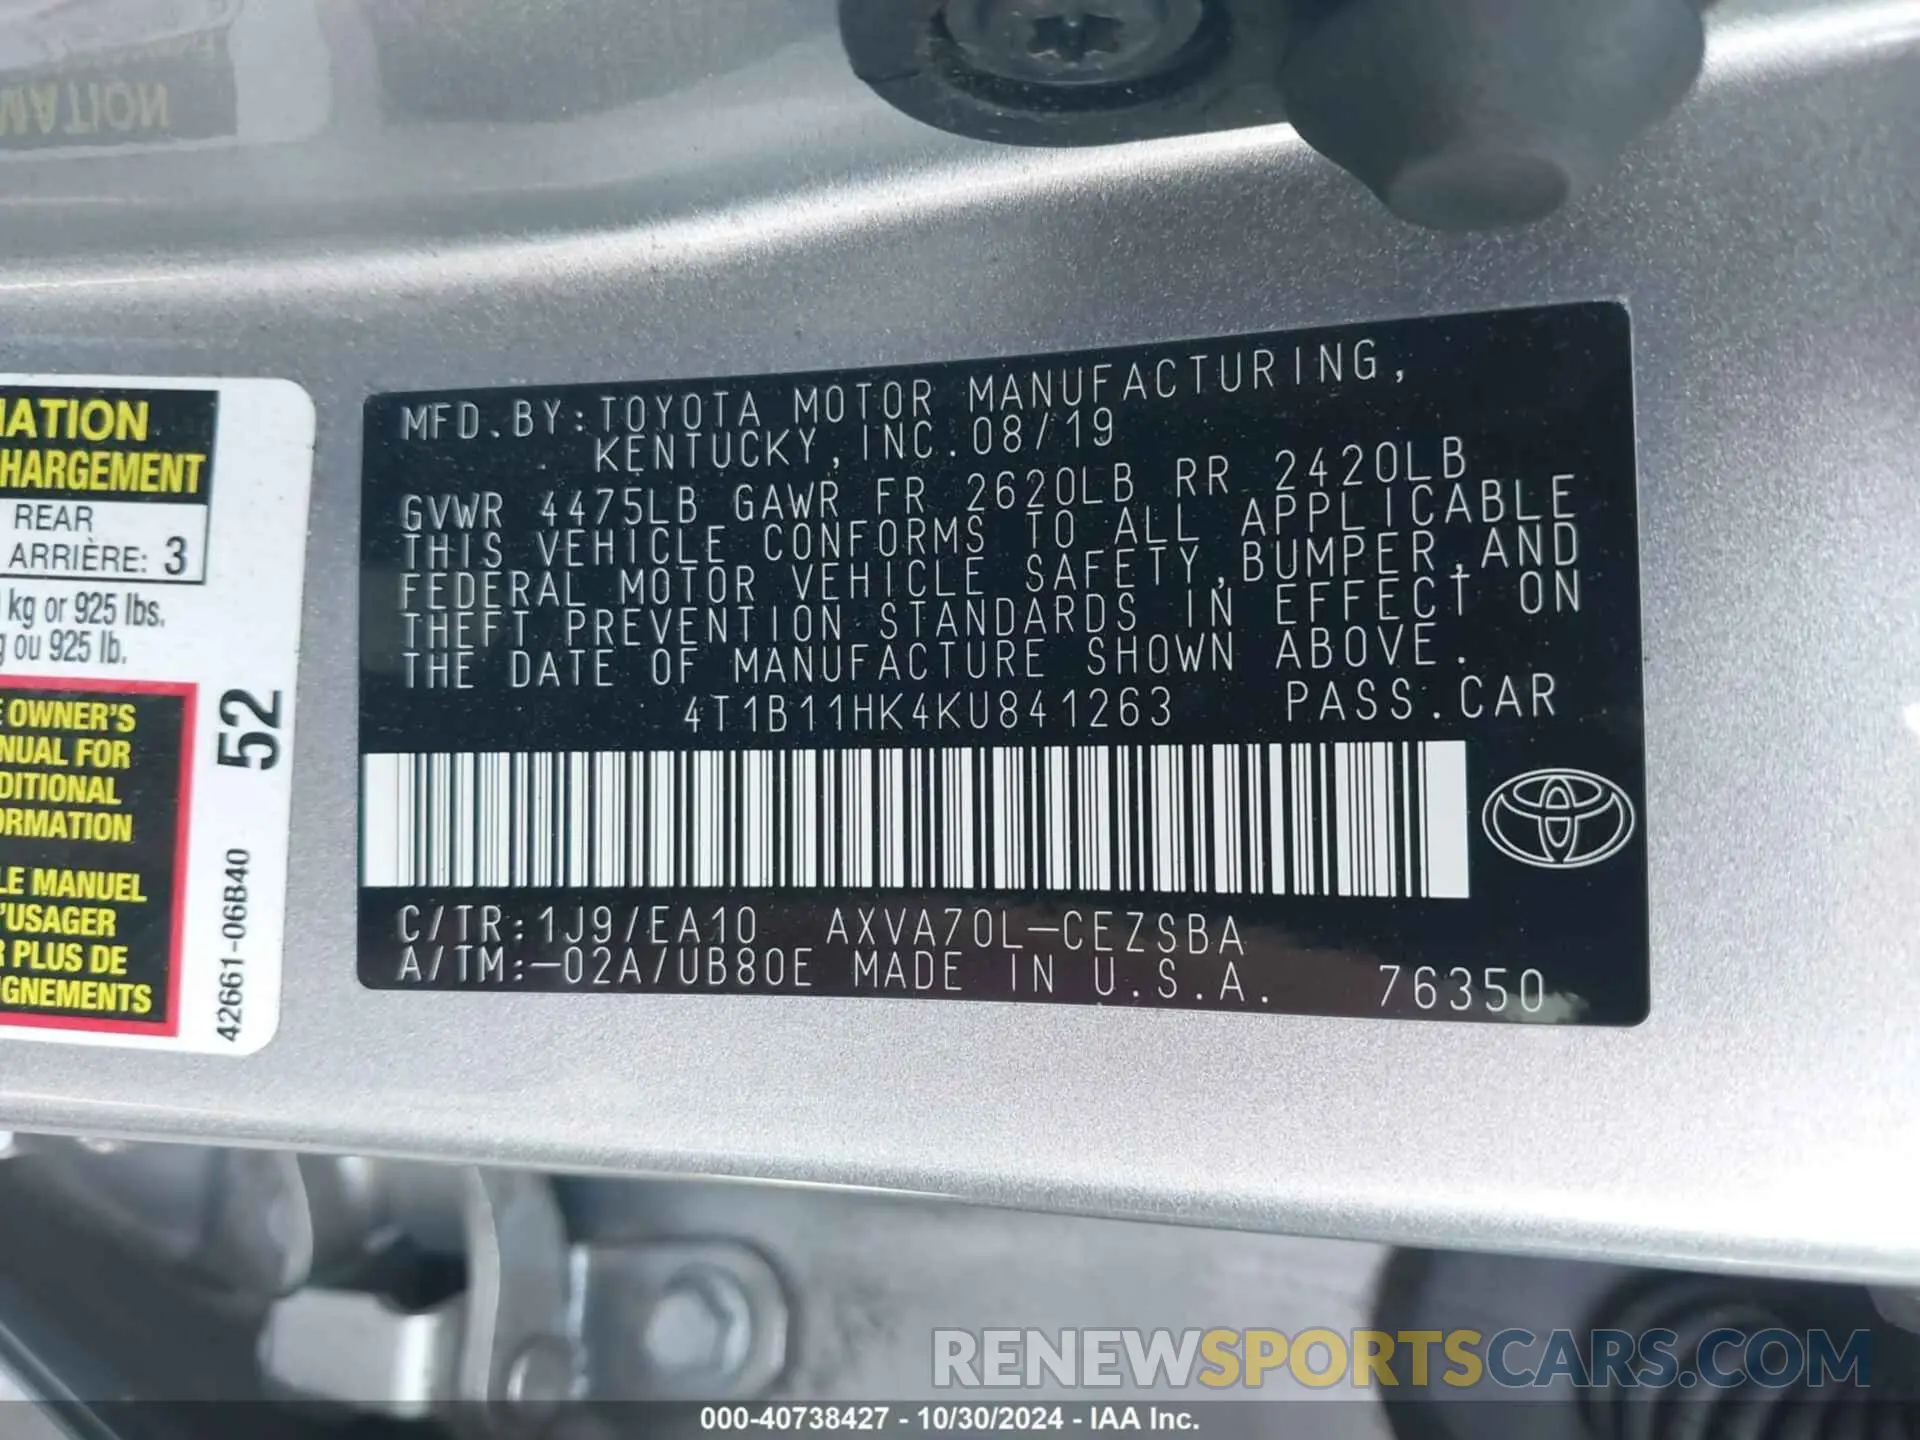 MATION
IATION
HARGEMENT
REAR
ARRIÈRE: 3
kg or 925 lbs.
ou 925 lb.
E OWNER'S
NUAL FOR
DITIONAL
ORMATION
LE MANUEL
'USAGER
R PLUS DE
IGNEMENTS
52
42661-06B40
MFD.BY:TOYOTA MOTOR MANUFACTURING,
KENTUCKY,INC.08/19
GVWR 4475LB GAWR FR 2620LB RR 2420LB
THIS VEHICLE CONFORMS TO ALL APPLICABLE
FEDERAL MOTOR VEHICLE SAFETY,BUMPER,AND
THEFT PREVENTION STANDARDS IN EFFECT ON
THE DATE OF MANUFACTURE SHOWN ABOVE.
4T1B11HK4KU841263 PASS.CAR
C/TR:1J9/EA10 AXVA70L-CEZSBA
A/TM:-02A/UB80E MADE IN U.S.A. 76350
RENEWSPORTSCARS.COM
000-40738427 - 10/30/2024 - IAA Inc.